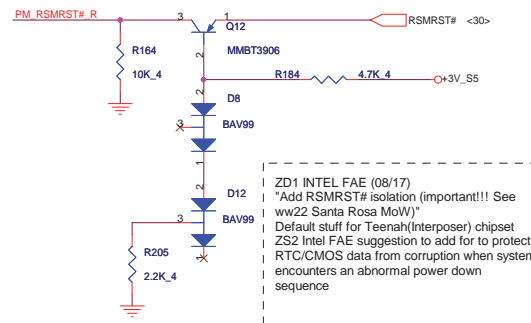 PM_RSMRST#_R
3
1
Q12
RSMRST# <30>
MMBT3906
2
R164
10K_4
R184
4.7K_4
+3V_S5
2
D8
3
BAV99
1
2
D12
3
BAV99
1
R205
2.2K_4
ZD1 INTEL FAE (08/17)
"Add RSMRST# isolation (important!!! See
ww22 Santa Rosa MoW)"
Default stuff for Teenah(Interposer) chipset
ZS2 Intel FAE suggestion to add for to protect
RTC/CMOS data from corruption when system
encounters an abnormal power down
sequence